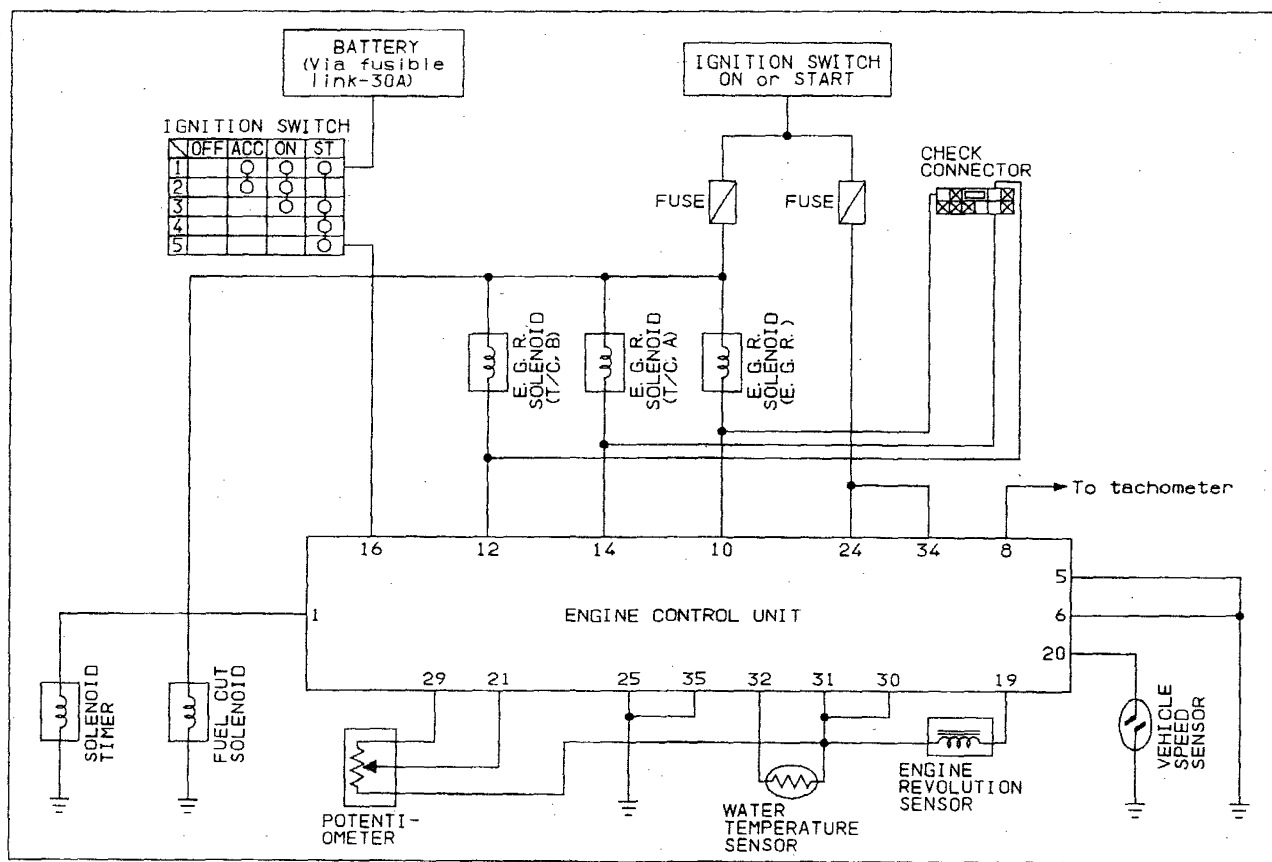 BATTERY
(Via fusible
link-30A)
IGNITION SWITCH
ON or START
IGNITION SWITCH
OFF ACC ON ST
1
2
3
4
5
CHECK
CONNECTOR
FUSE
FUSE
E. G. R.
SOLENOID
(T/C, B)
E. G. R.
SOLENOID
(T/C, A)
E. G. R.
SOLENOID
(E. G. R.)
To tachometer
16 12 14 10 24 34 8
5
1 ENGINE CONTROL UNIT 6
20
29 21 25 35 32 31 30 19
SOLENOID
TIMER
FUEL CUT
SOLENOID
POTENTI-
OMETER
WATER
TEMPERATURE
SENSOR
ENGINE
REVOLUTION
SENSOR
VEHICLE
SPEED
SENSOR